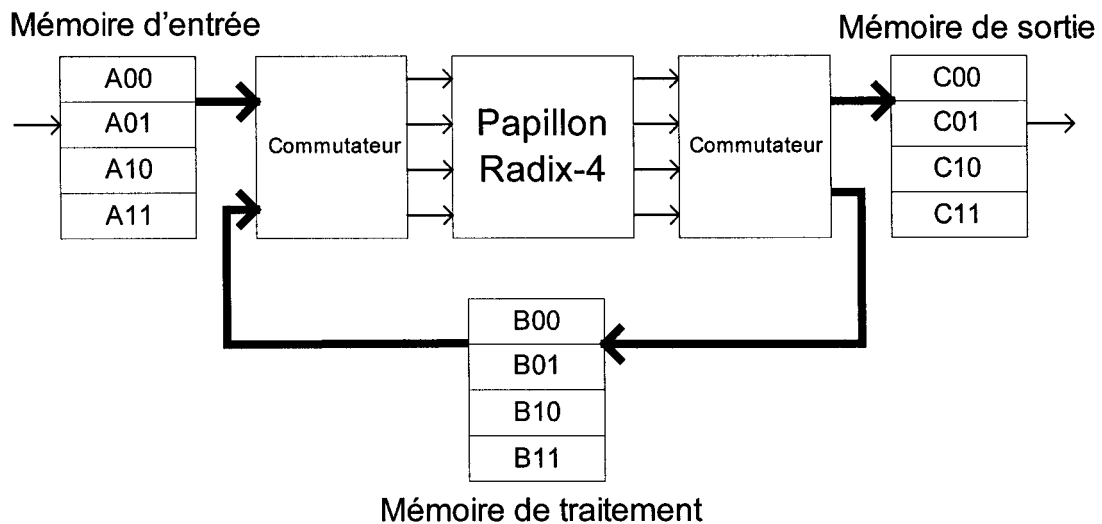 Mémoire d'entrée
A00
A01
A10
A11
Commutateur
Papillon
Radix-4
Commutateur
Mémoire de sortie
C00
C01
C10
C11
B00
B01
B10
B11
Mémoire de traitement